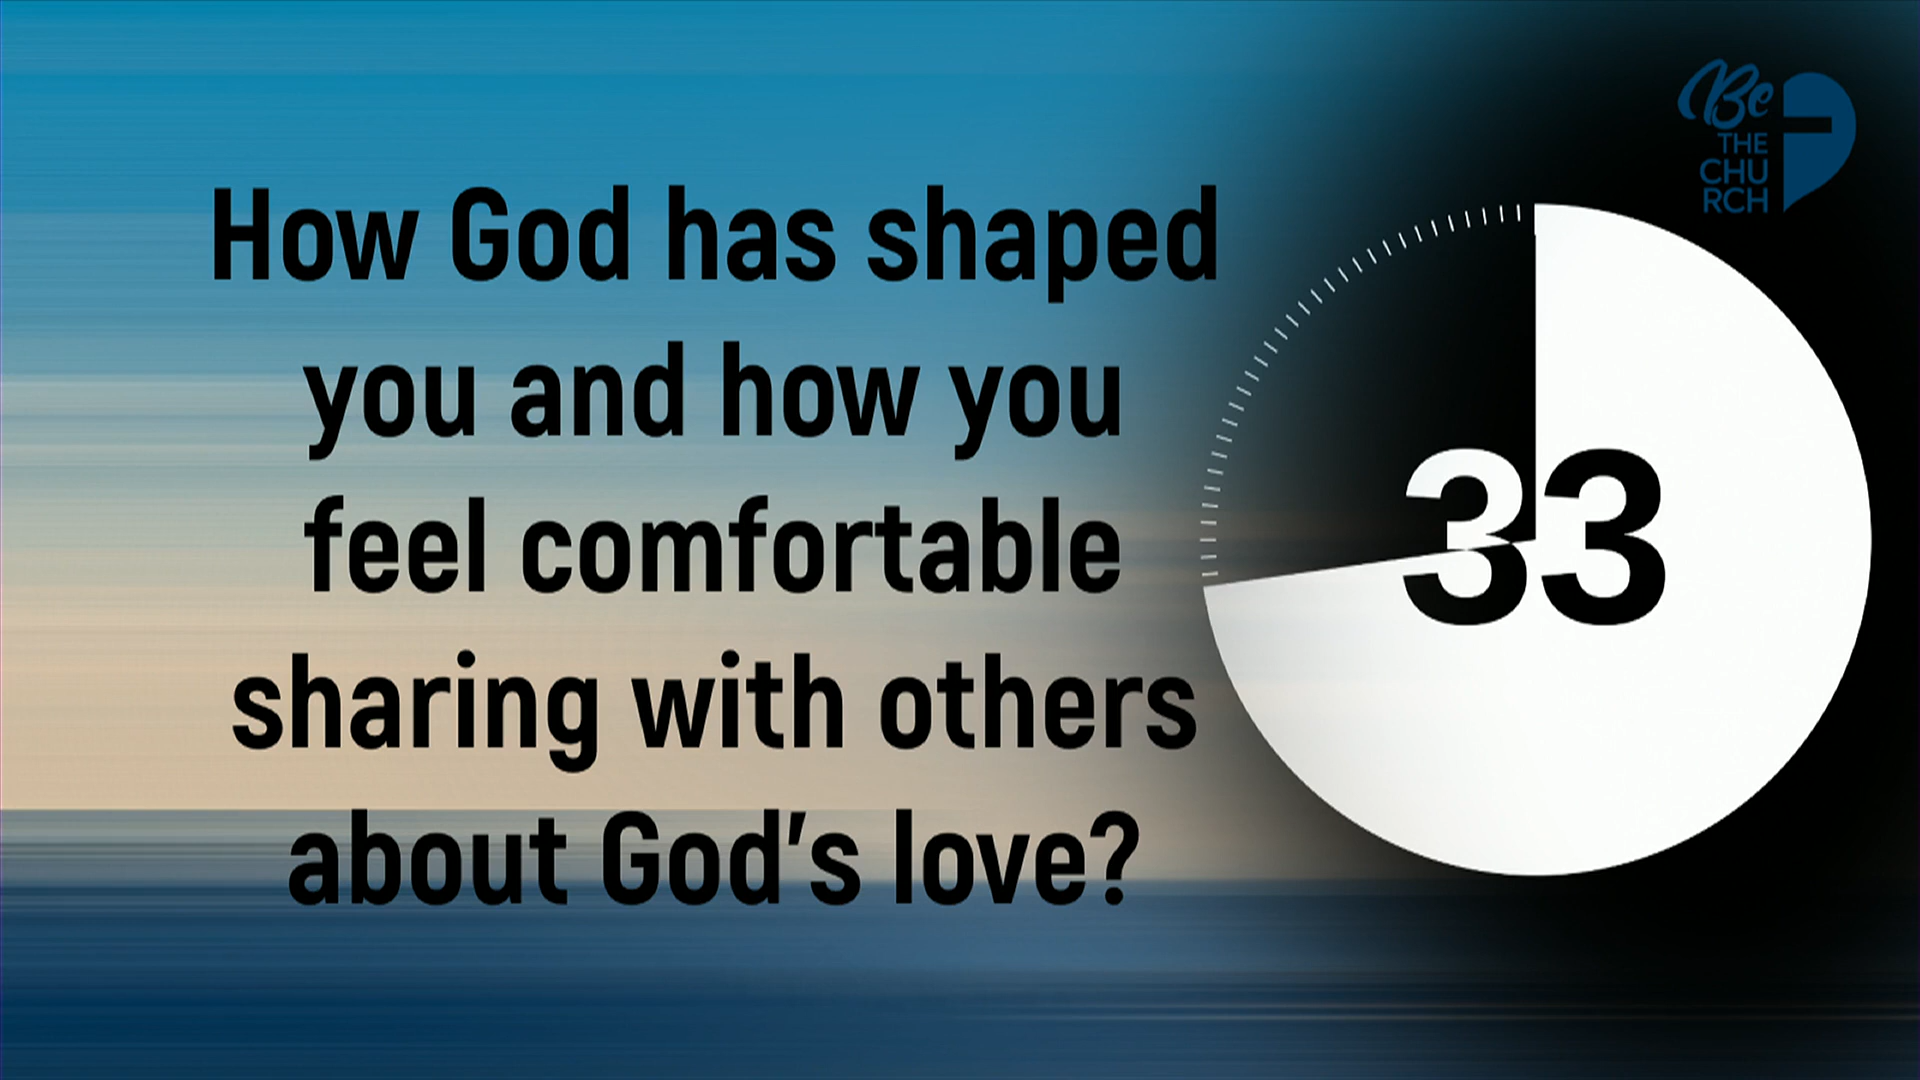 How God has shaped
you and how you
feel comfortable
sharing with others
about God's love?
33
Be
THE
CHU
RCH